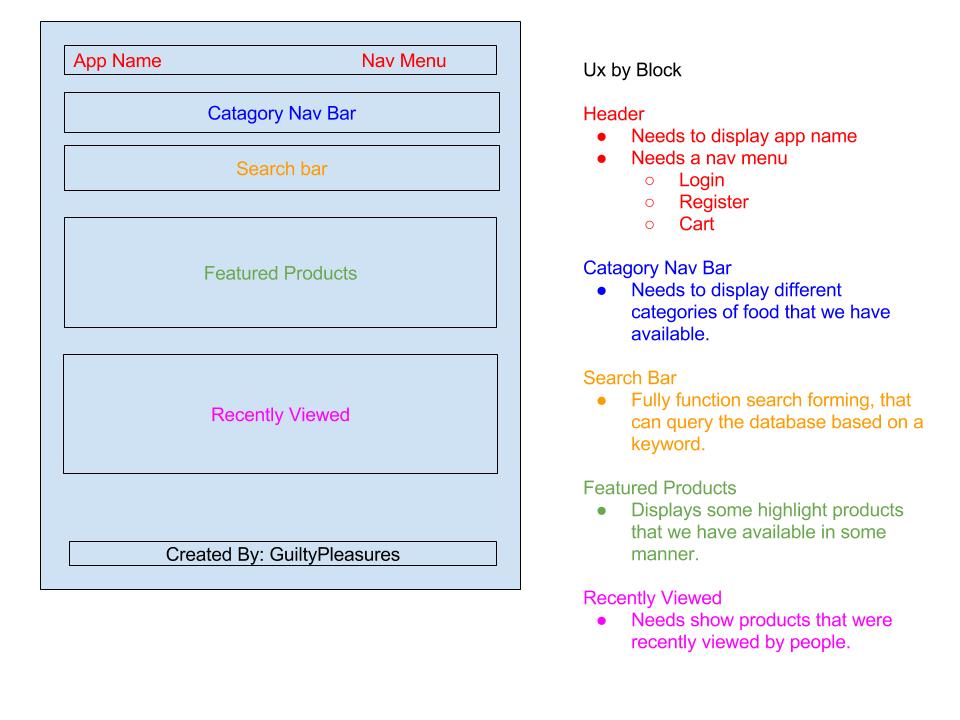 App Name Nav Menu
Catagory Nav Bar
Search bar
Featured Products
Recently Viewed
Created By: GuiltyPleasures
Ux by Block
Header
● Needs to display app name
● Needs a nav menu
○ Login
○ Register
○ Cart
Catagory Nav Bar
● Needs to display different
categories of food that we have
available.
Search Bar
● Fully function search forming, that
can query the database based on a
keyword.
Featured Products
● Displays some highlight products
that we have available in some
manner.
Recently Viewed
● Needs show products that were
recently viewed by people.